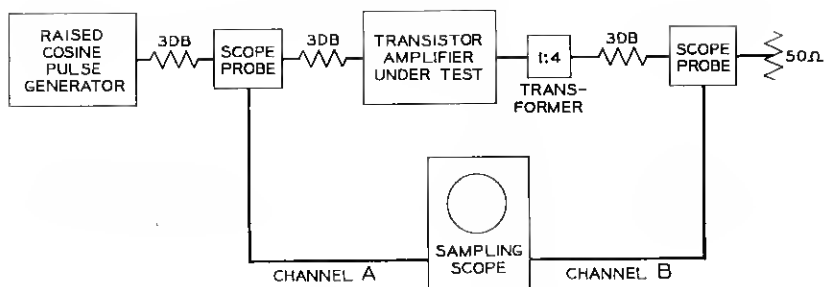 RAISED
COSINE
PULSE
GENERATOR
3DB
SCOPE
PROBE
3DB
TRANSISTOR
AMPLIFIER
UNDER TEST
1:4
TRANS-
FORMER
3DB
SCOPE
PROBE
50Ω
CHANNEL A
SAMPLING
SCOPE
CHANNEL B